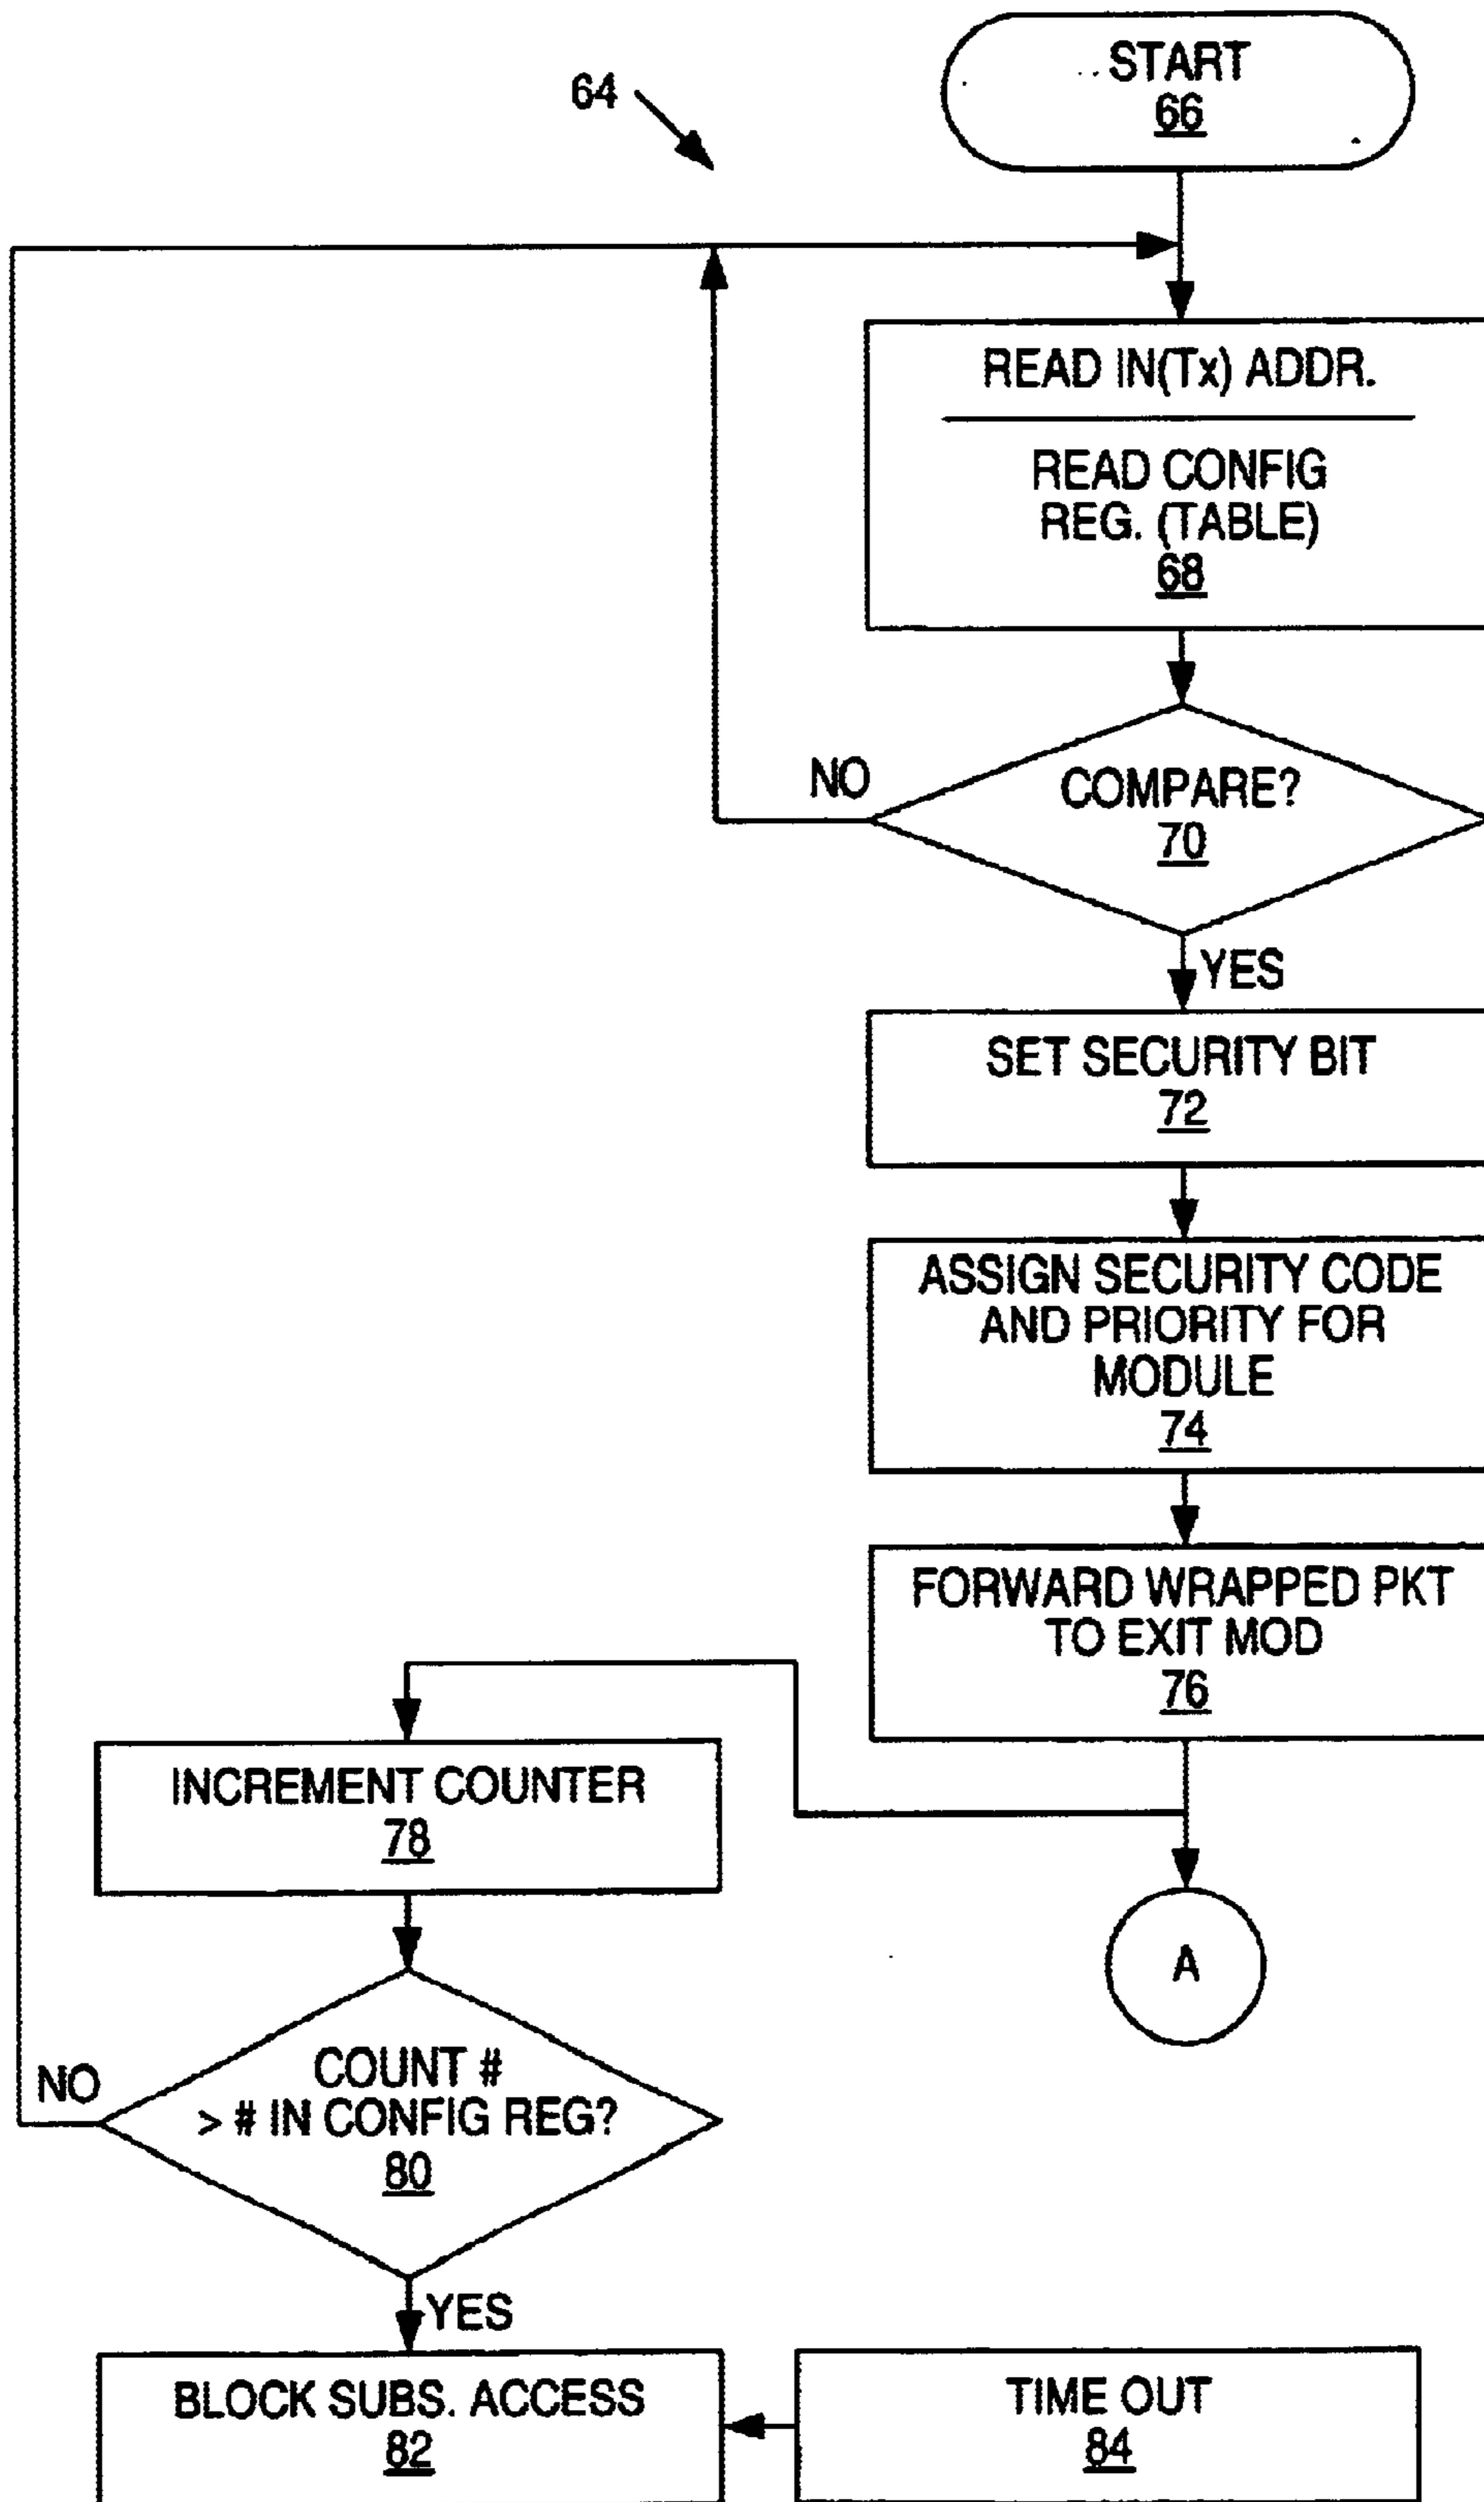 64
START
66
READ IN(Tx) ADDR.
READ CONFIG
REG. (TABLE)
68
NO
COMPARE?
70
YES
SET SECURITY BIT
72
ASSIGN SECURITY CODE
AND PRIORITY FOR
MODULE
74
FORWARD WRAPPED PKT
TO EXIT MOD
76
INCREMENT COUNTER
78
A
NO
COUNT #
> # IN CONFIG REG?
80
YES
BLOCK SUBS. ACCESS
82
TIME OUT
84